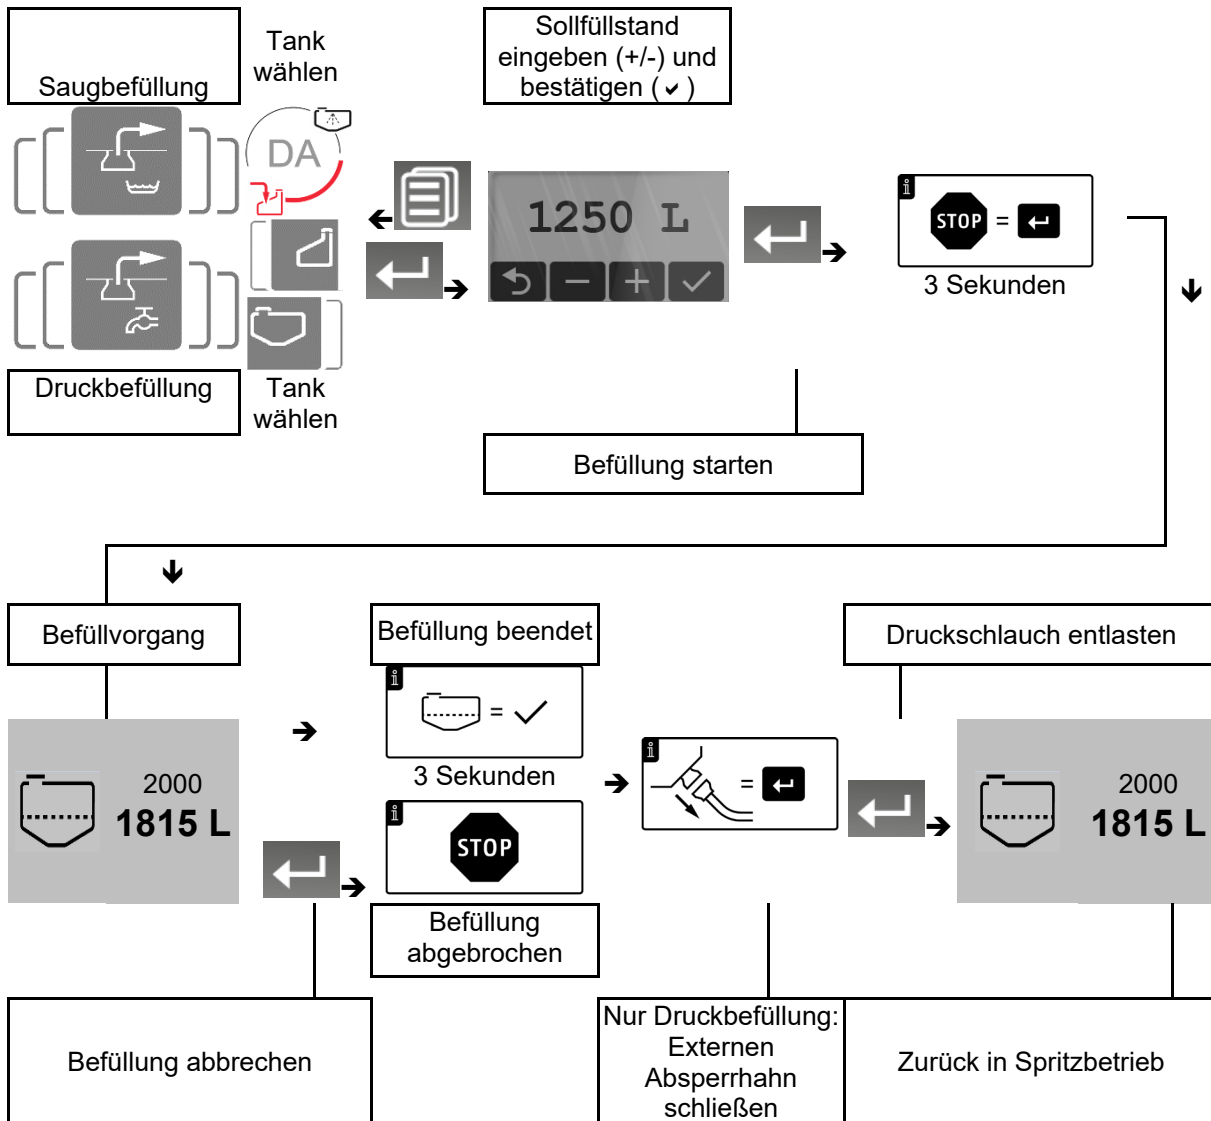 Saugbefüllung
Tank
wählen
Sollfüllstand
eingeben (+/-) und
bestätigen (✓)
DA
1250 L
STOP =
3 Sekunden
Druckbefüllung
Tank
wählen
Befüllung starten
Befüllvorgang
Befüllung beendet
Druckschlauch entlasten
2000
1815 L
=
3 Sekunden
STOP
=
2000
1815 L
Befüllung
abgebrochen
Befüllung abbrechen
Nur Druckbefüllung:
Externen
Absperrhahn
schließen
Zurück in Spritzbetrieb